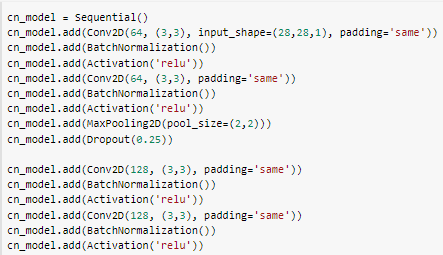 cn_model = Sequential()
cn_model.add(Conv2D(64, (3,3), input_shape=(28,28,1), padding='same'))
cn_model.add(BatchNormalization())
cn_model.add(Activation('relu'))
cn_model.add(Conv2D(64, (3,3), padding='same'))
cn_model.add(BatchNormalization())
cn_model.add(Activation('relu'))
cn_model.add(MaxPooling2D(pool_size=(2,2)))
cn_model.add(Dropout(0.25))
cn_model.add(Conv2D(128, (3,3), padding='same'))
cn_model.add(BatchNormalization())
cn_model.add(Activation('relu'))
cn_model.add(Conv2D(128, (3,3), padding='same'))
cn_model.add(BatchNormalization())
cn_model.add(Activation('relu'))